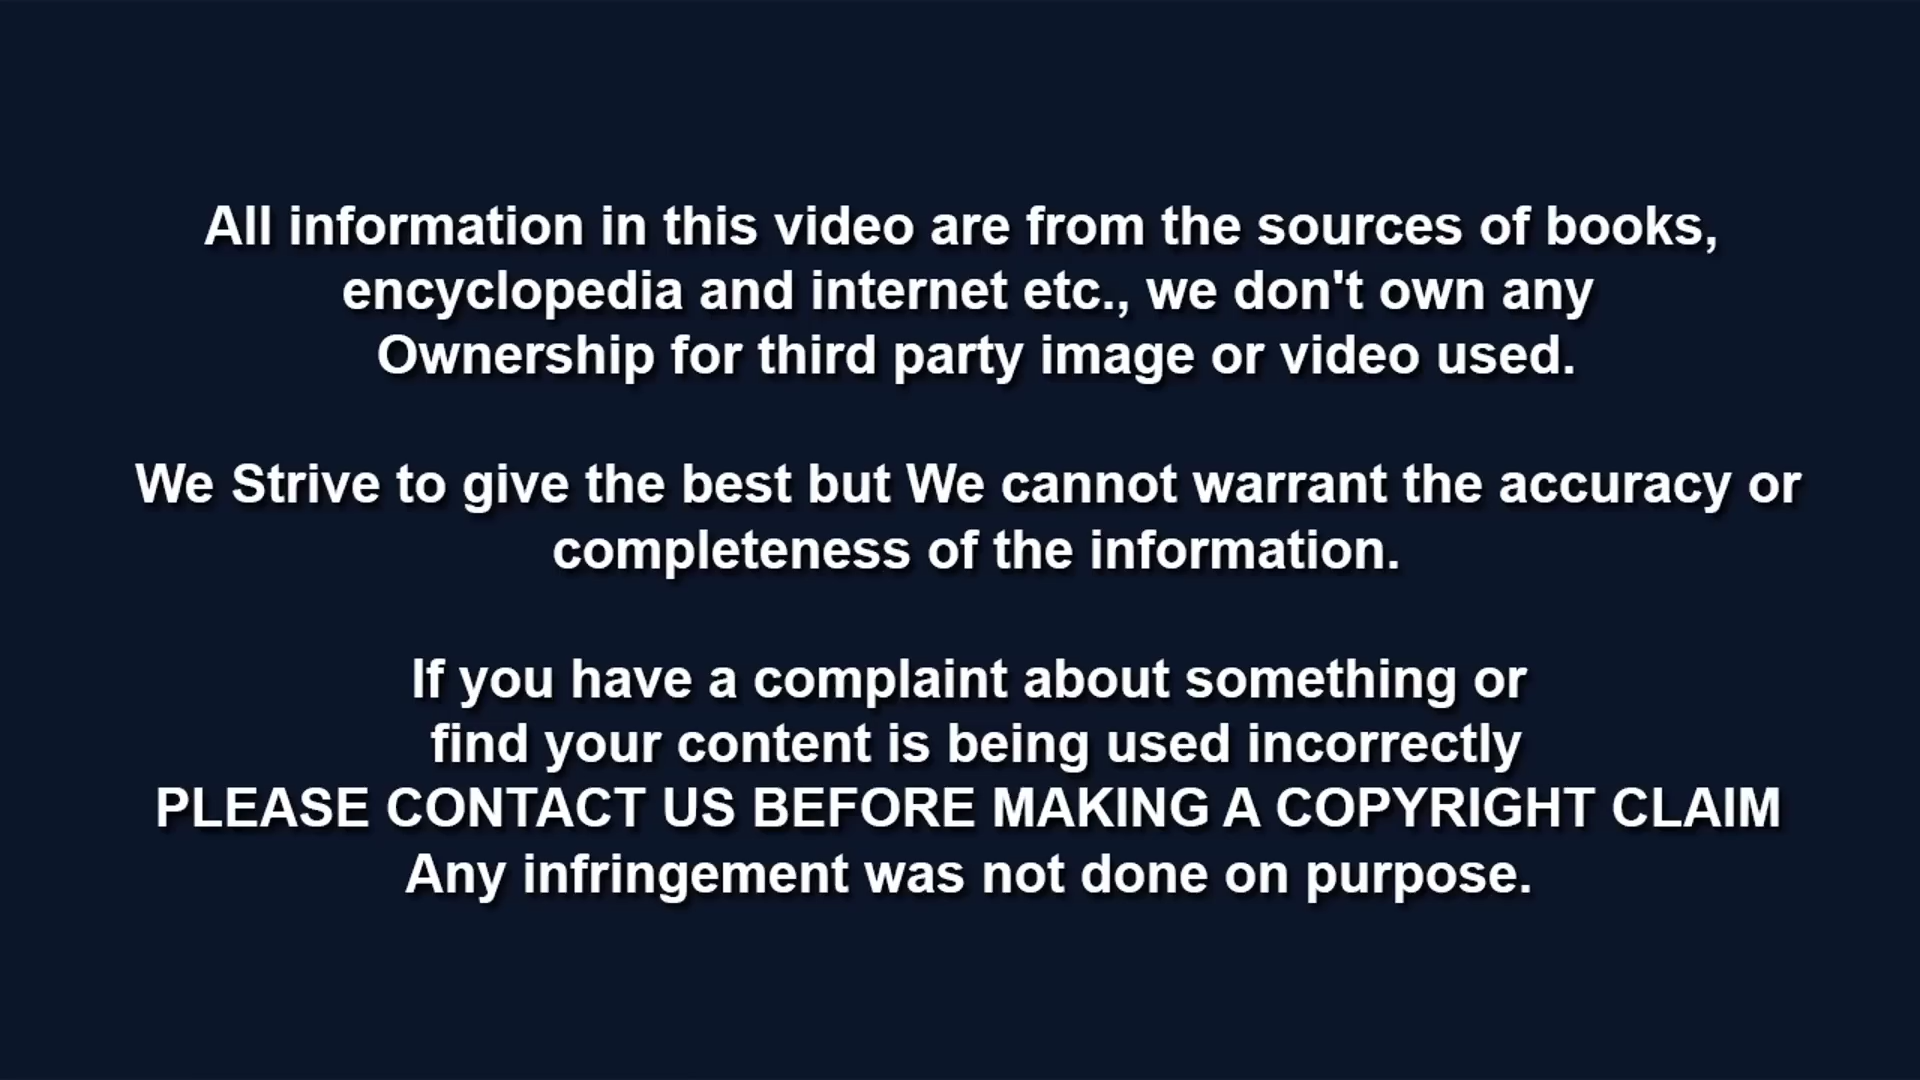 All information in this video are from the sources of books,
encyclopedia and internet etc., we don't own any
Ownership for third party image or video used.
We Strive to give the best but We cannot warrant the accuracy or
completeness of the information.
If you have a complaint about something or
find your content is being used incorrectly
PLEASE CONTACT US BEFORE MAKING A COPYRIGHT CLAIM
Any infringement was not done on purpose.